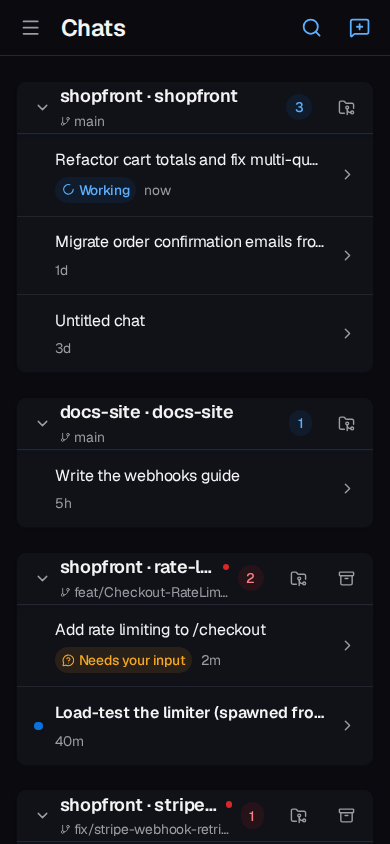 Chats
shopfront · shopfront
3
main
Refactor cart totals and fix multi-qu...
Working now
Migrate order confirmation emails fro...
1d
Untitled chat
3d
docs-site · docs-site
1
main
Write the webhooks guide
5h
shopfront · rate-l...
2
feat/Checkout-RateLim...
Add rate limiting to /checkout
Needs your input 2m
Load-test the limiter (spawned fro...
40m
shopfront · stripe...
1
fix/stripe-webhook-retri...